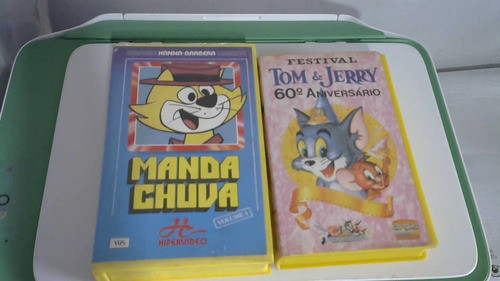 HANNA-BARBERA
MANDA
CHUVA
VOLUME 1
HIPERVIDEO
VHS
FESTIVAL
TOM & JERRY
60º ANIVERSÁRIO